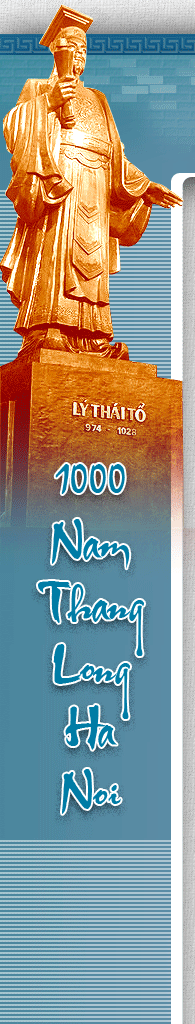 LÝ THÁI TỔ
974 - 1028
1000
Nam
Thang
Long
Ha
Noi